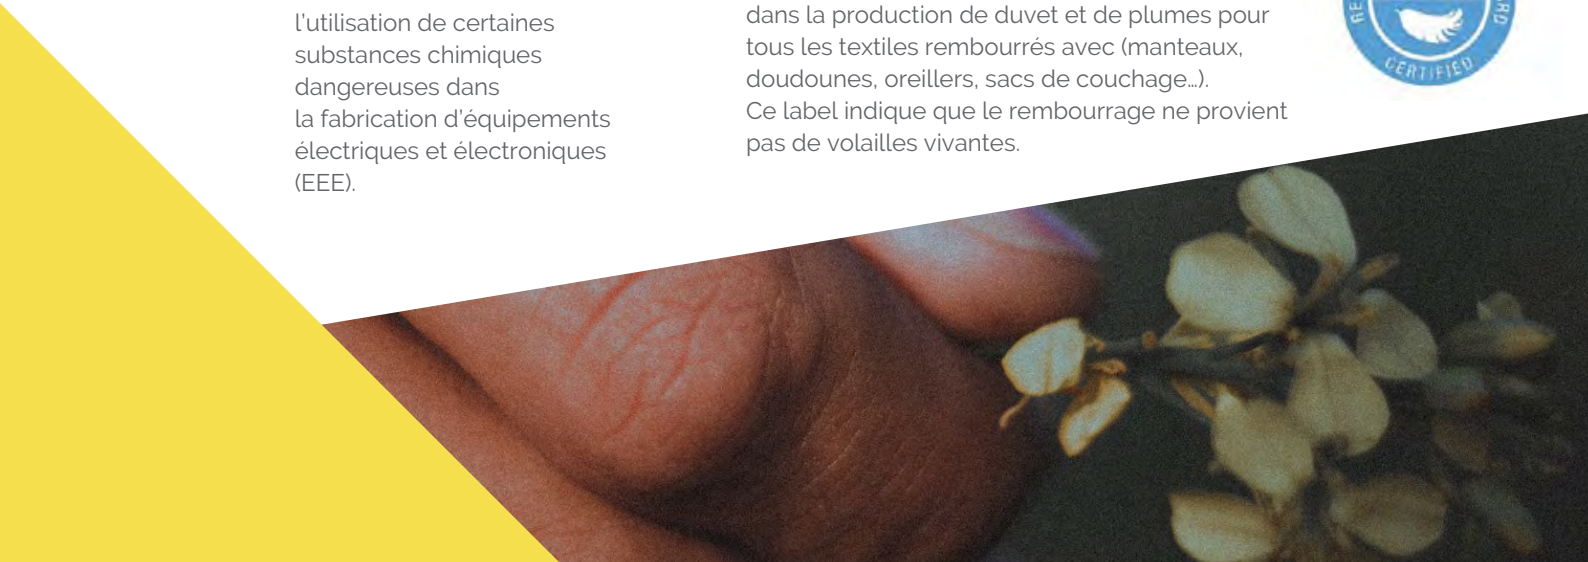 l’utilisation de certaines
substances chimiques
dangereuses dans
la fabrication d’équipements
électriques et électroniques
(EEE).
dans la production de duvet et de plumes pour
tous les textiles rembourrés avec (manteaux,
doudounes, oreillers, sacs de couchage…).
Ce label indique que le rembourrage ne provient
pas de volailles vivantes.
CERTIFIED